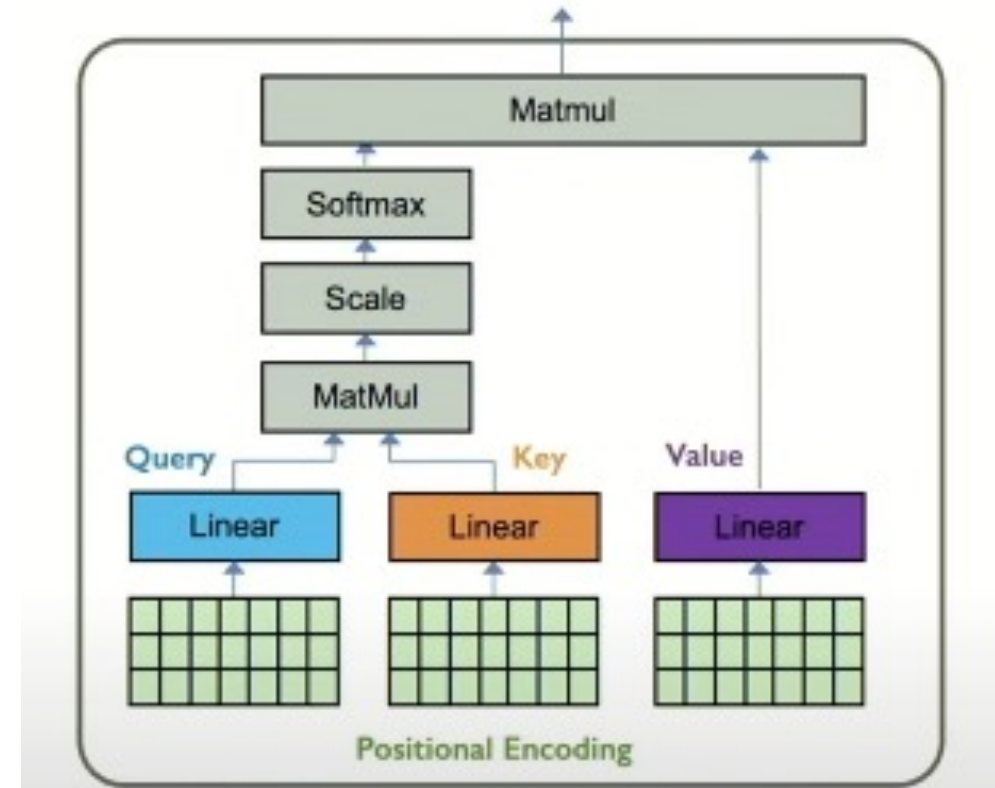 Matmul
Softmax
Scale
MatMul
Query
Key
Value
Linear
Linear
Linear
Positional Encoding